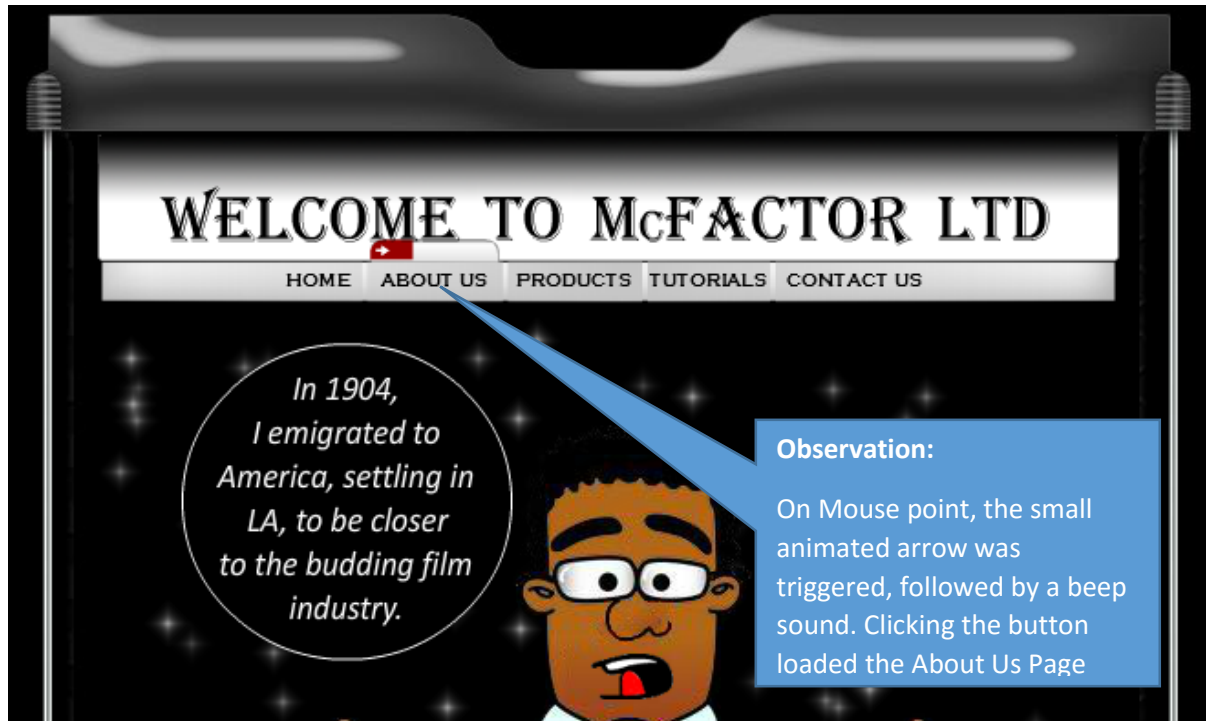 WELCOME TO McFACTOR LTD
HOME ABOUT US PRODUCTS TUTORIALS CONTACT US
In 1904,
I emigrated to
America, settling in
LA, to be closer
to the budding film
industry.
Observation:
On Mouse point, the small
animated arrow was
triggered, followed by a beep
sound. Clicking the button
loaded the About Us Page